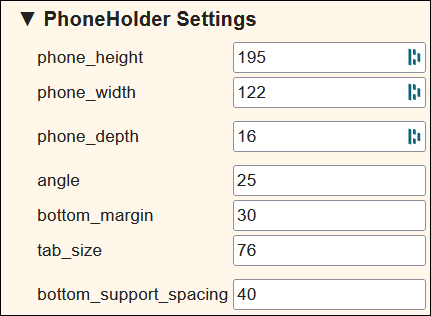 ▼ PhoneHolder Settings
phone_height 195
phone_width 122
phone_depth 16
angle 25
bottom_margin 30
tab_size 76
bottom_support_spacing 40